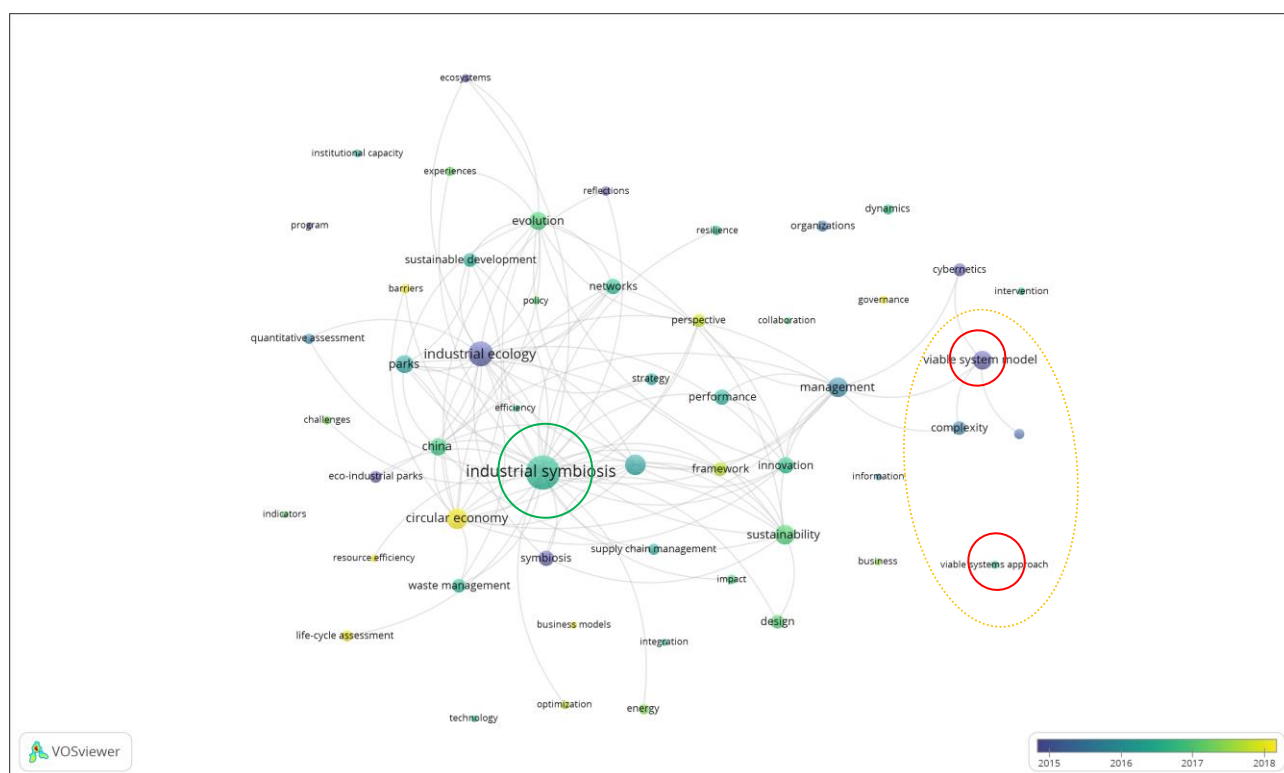 ecosystems
institutional capacity
experiences
reflections
program
evolution
resilience
organizations
dynamics
sustainable development
networks
cybernetics
barriers
policy
intervention
governance
perspective
collaboration
quantitative assessment
industrial ecology
viable system model
parks
strategy
management
performance
efficiency
challenges
complexity
china
industrial symbiosis
framework
innovation
eco-industrial parks
information
indicators
circular economy
sustainability
supply chain management
resource efficiency
symbiosis
business
viable systems approach
waste management
impact
business models
design
life-cycle assessment
integration
optimization
energy
technology
VOSviewer
2015 2016 2017 2018